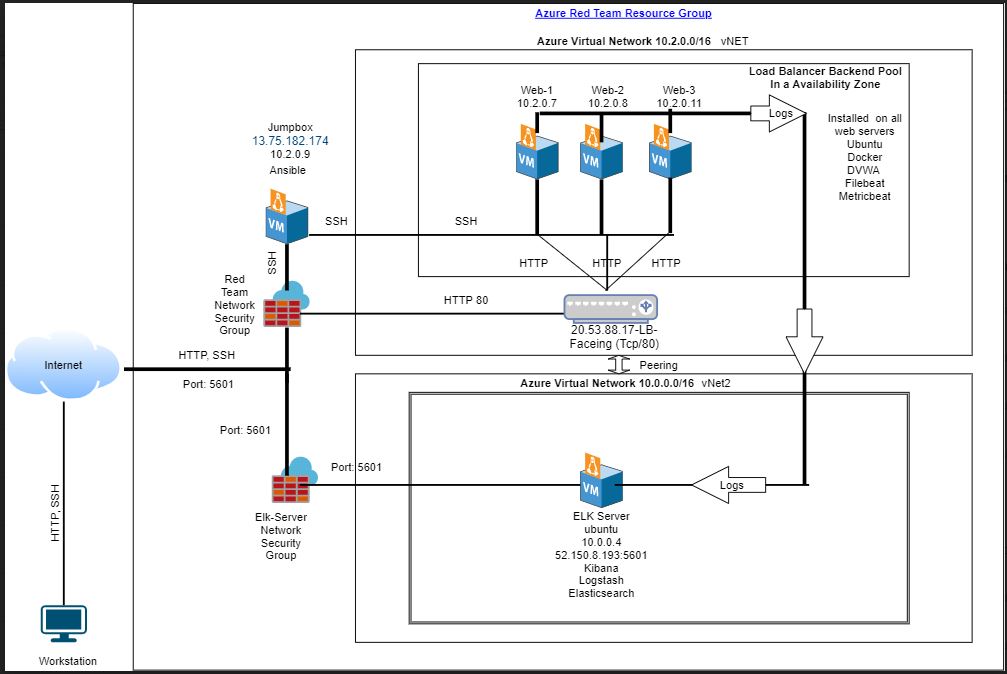 Azure Red Team Resource Group
Azure Virtual Network 10.2.0.0/16 vNET
Load Balancer Backend Pool
In a Availability Zone
Web-1
10.2.0.7
Web-2
10.2.0.8
Web-3
10.2.0.11
Logs
Installed on all
web servers
Ubuntu
Docker
DVWA
Filebeat
Metricbeat
VM
VM
VM
Jumpbox
13.75.182.174
10.2.0.9
Ansible
VM
SSH
SSH
SSH
HTTP
HTTP
HTTP
Red
Team
Network
Security
Group
HTTP 80
20.53.88.17-LB-
Faceing (Tcp/80)
Internet
HTTP, SSH
Port: 5601
Peering
Azure Virtual Network 10.0.0.0/16 vNet2
Port: 5601
Port: 5601
Elk-Server
Network
Security
Group
VM
Logs
ELK Server
ubuntu
10.0.0.4
52.150.8.193:5601
Kibana
Logstash
Elasticsearch
HTTP, SSH
Workstation